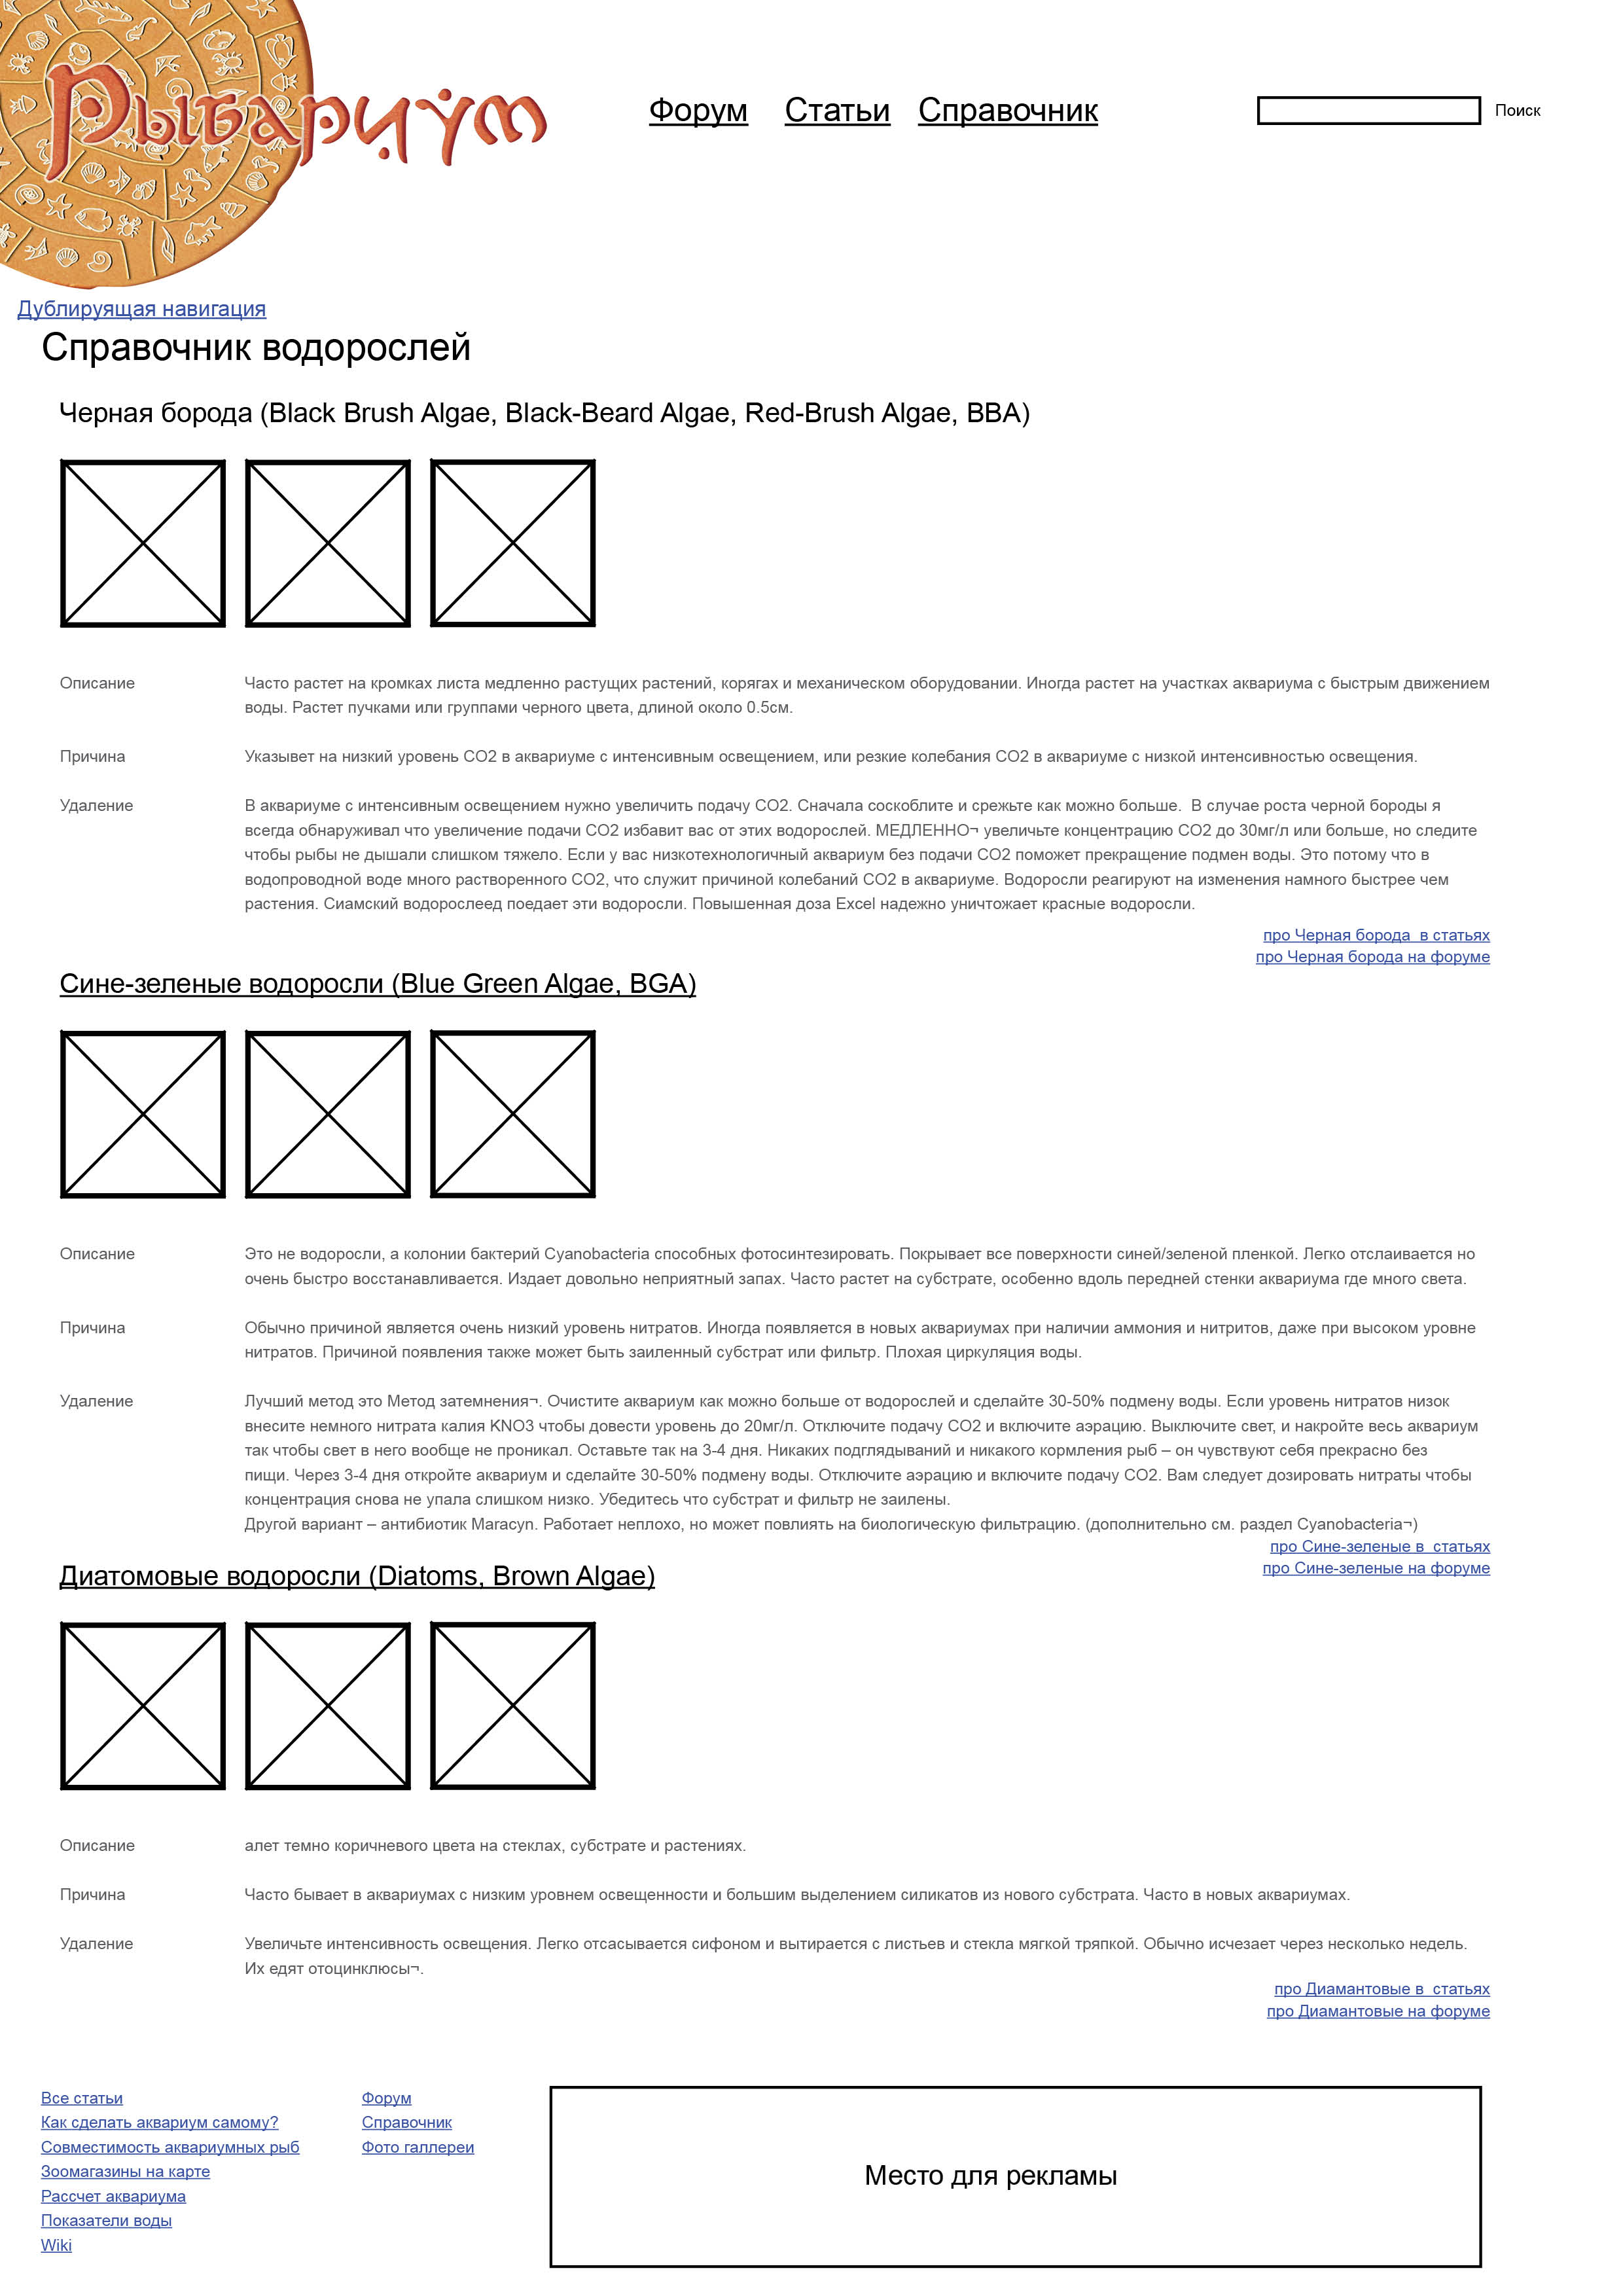 Рыбариум
Форум Статьи Справочник
Поиск
Дублируящая навигация
Справочник водорослей
Черная борода (Black Brush Algae, Black-Beard Algae, Red-Brush Algae, BBA)
Описание Часто растет на кромках листа медленно растущих растений, корягах и механическом оборудовании. Иногда растет на участках аквариума с быстрым движением
воды. Растет пучками или группами черного цвета, длиной около 0.5см.
Причина Указывет на низкий уровень CO2 в аквариуме с интенсивным освещением, или резкие колебания CO2 в аквариуме с низкой интенсивностью освещения.
Удаление В аквариуме с интенсивным освещением нужно увеличить подачу CO2. Сначала соскоблите и срежьте как можно больше. В случае роста черной бороды я
всегда обнаруживал что увеличение подачи CO2 избавит вас от этих водорослей. МЕДЛЕННО¬ увеличьте концентрацию CO2 до 30мг/л или больше, но следите
чтобы рыбы не дышали слишком тяжело. Если у вас низкотехнологичный аквариум без подачи CO2 поможет прекращение подмен воды. Это потому что в
водопроводной воде много растворенного CO2, что служит причиной колебаний CO2 в аквариуме. Водоросли реагируют на изменения намного быстрее чем
растения. Сиамский водорослеед поедает эти водоросли. Повышенная доза Excel надежно уничтожает красные водоросли.
про Черная борода в статьях
про Черная борода на форуме
Сине-зеленые водоросли (Blue Green Algae, BGA)
Описание Это не водоросли, а колонии бактерий Cyanobacteria способных фотосинтезировать. Покрывает все поверхности синей/зеленой пленкой. Легко отслаивается но
очень быстро восстанавливается. Издает довольно неприятный запах. Часто растет на субстрате, особенно вдоль передней стенки аквариума где много света.
Причина Обычно причиной является очень низкий уровень нитратов. Иногда появляется в новых аквариумах при наличии аммония и нитритов, даже при высоком уровне
нитратов. Причиной появления также может быть заиленный субстрат или фильтр. Плохая циркуляция воды.
Удаление Лучший метод это Метод затемнения¬. Очистите аквариум как можно больше от водорослей и сделайте 30-50% подмену воды. Если уровень нитратов низок
внесите немного нитрата калия KNO3 чтобы довести уровень до 20мг/л. Отключите подачу CO2 и включите аэрацию. Выключите свет, и накройте весь аквариум
так чтобы свет в него вообще не проникал. Оставьте так на 3-4 дня. Никаких подглядываний и никакого кормления рыб – он чувствуют себя прекрасно без
пищи. Через 3-4 дня откройте аквариум и сделайте 30-50% подмену воды. Отключите аэрацию и включите подачу CO2. Вам следует дозировать нитраты чтобы
концентрация снова не упала слишком низко. Убедитесь что субстрат и фильтр не заилены.
Другой вариант – антибиотик Maracyn. Работает неплохо, но может повлиять на биологическую фильтрацию. (дополнительно см. раздел Cyanobacteria¬)
про Сине-зеленые в статьях
про Сине-зеленые на форуме
Диатомовые водоросли (Diatoms, Brown Algae)
Описание алет темно коричневого цвета на стеклах, субстрате и растениях.
Причина Часто бывает в аквариумах с низким уровнем освещенности и большим выделением силикатов из нового субстрата. Часто в новых аквариумах.
Удаление Увеличьте интенсивность освещения. Легко отсасывается сифоном и вытирается с листьев и стекла мягкой тряпкой. Обычно исчезает через несколько недель.
Их едят отоцинклюсы¬.
про Диамантовые в статьях
про Диамантовые на форуме
Все статьи
Как сделать аквариум самому?
Совместимость аквариумных рыб
Зоомагазины на карте
Рассчет аквариума
Показатели воды
Wiki
Форум
Справочник
Фото галлереи
Место для рекламы